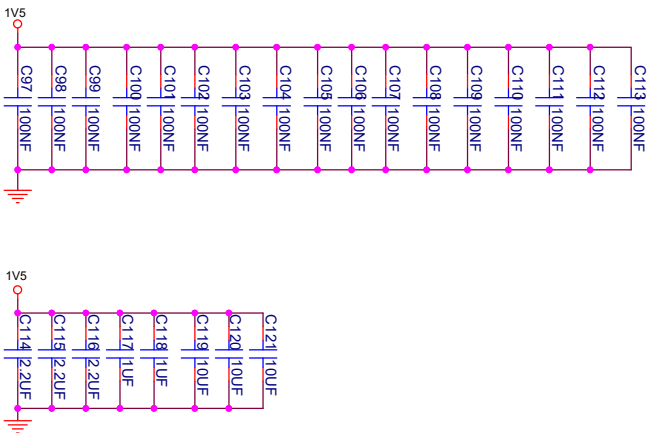 1V5
C97 100NF
C98 100NF
C99 100NF
C100 100NF
C101 100NF
C102 100NF
C103 100NF
C104 100NF
C105 100NF
C106 100NF
C107 100NF
C108 100NF
C109 100NF
C110 100NF
C111 100NF
C112 100NF
C113 100NF
1V5
C114 2.2UF
C115 2.2UF
C116 2.2UF
C117 1UF
C118 1UF
C119 10UF
C120 10UF
C121 10UF